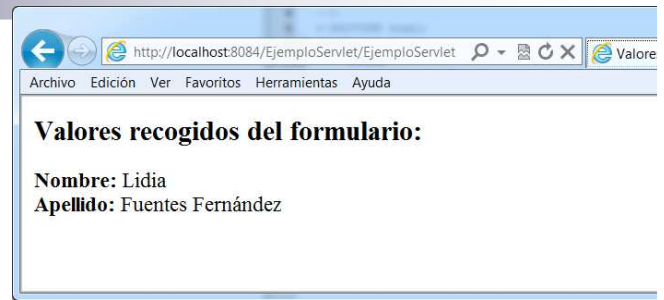 http://localhost:8084/EjemploServlet/EjemploServlet
Valore
Archivo Edición Ver Favoritos Herramientas Ayuda
Valores recogidos del formulario:
Nombre: Lidia
Apellido: Fuentes Fernández